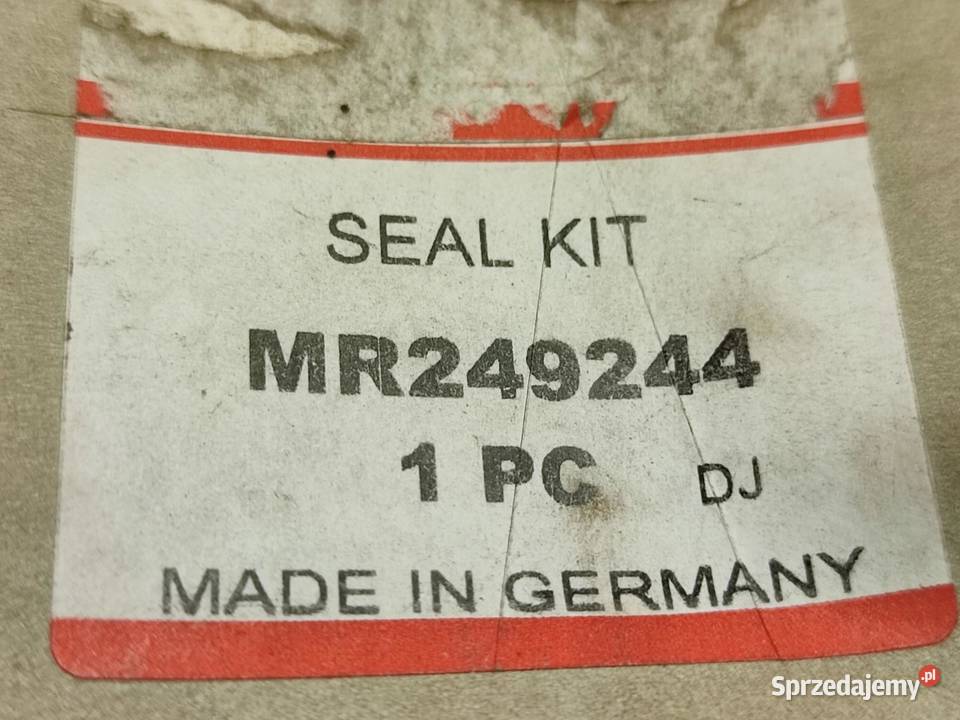 SEAL KIT
MR249244
1 PC DJ
MADE IN GERMANY
Sprzedajemy.pl